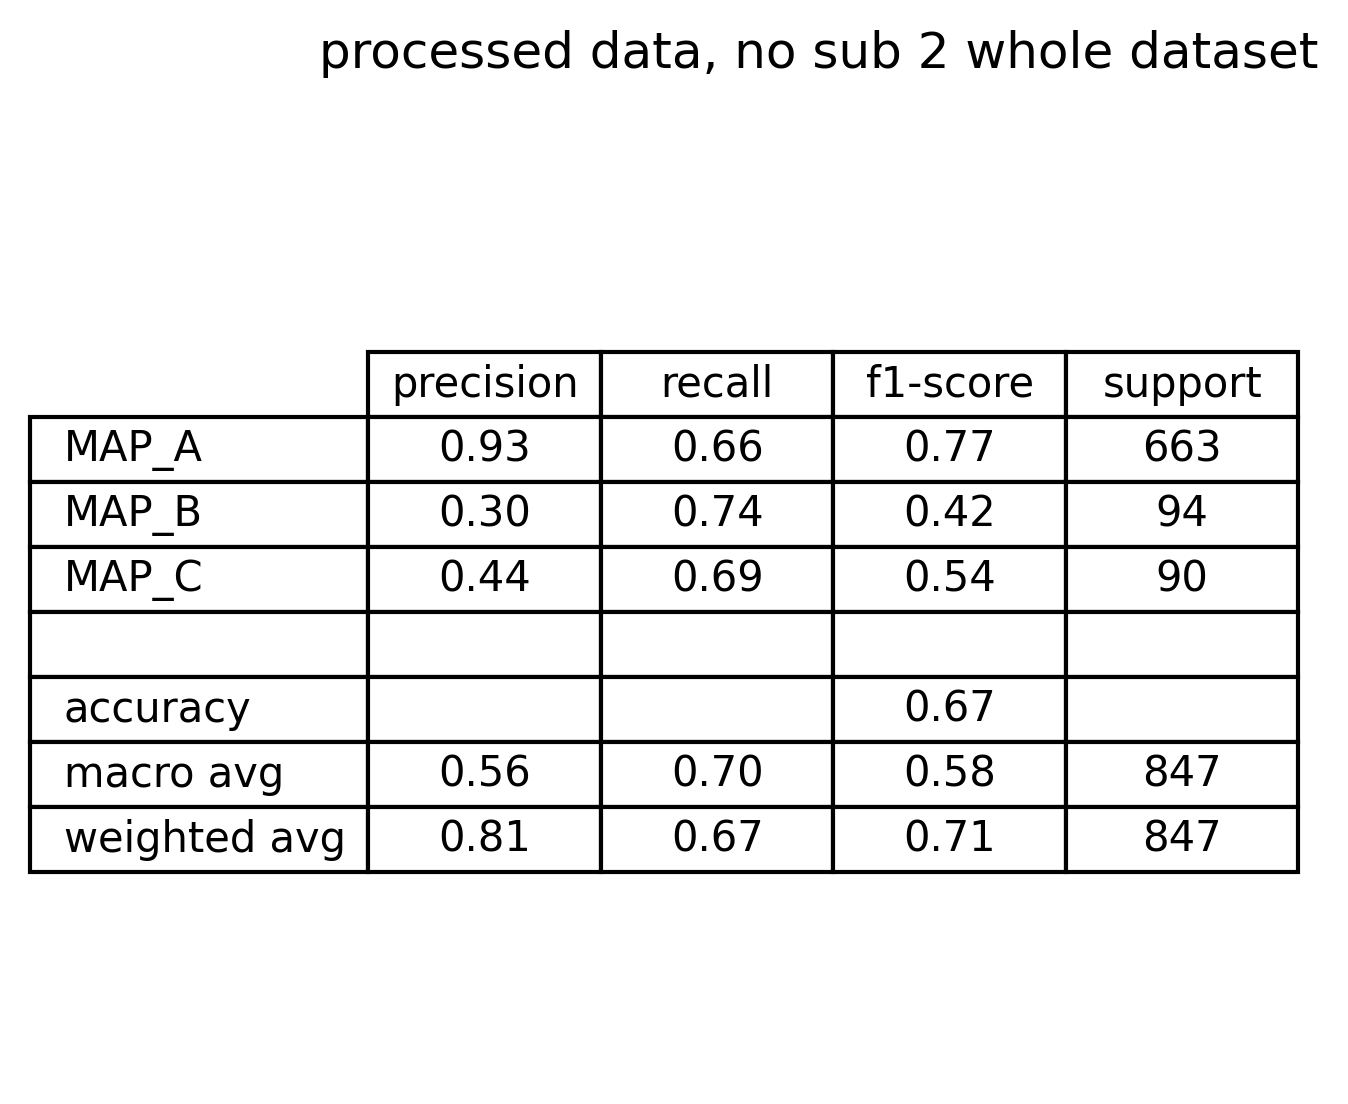 processed data, no sub 2 whole dataset
precision recall f1-score support
MAP_A 0.93 0.66 0.77 663
MAP_B 0.30 0.74 0.42 94
MAP_C 0.44 0.69 0.54 90
accuracy 0.67
macro avg 0.56 0.70 0.58 847
weighted avg 0.81 0.67 0.71 847